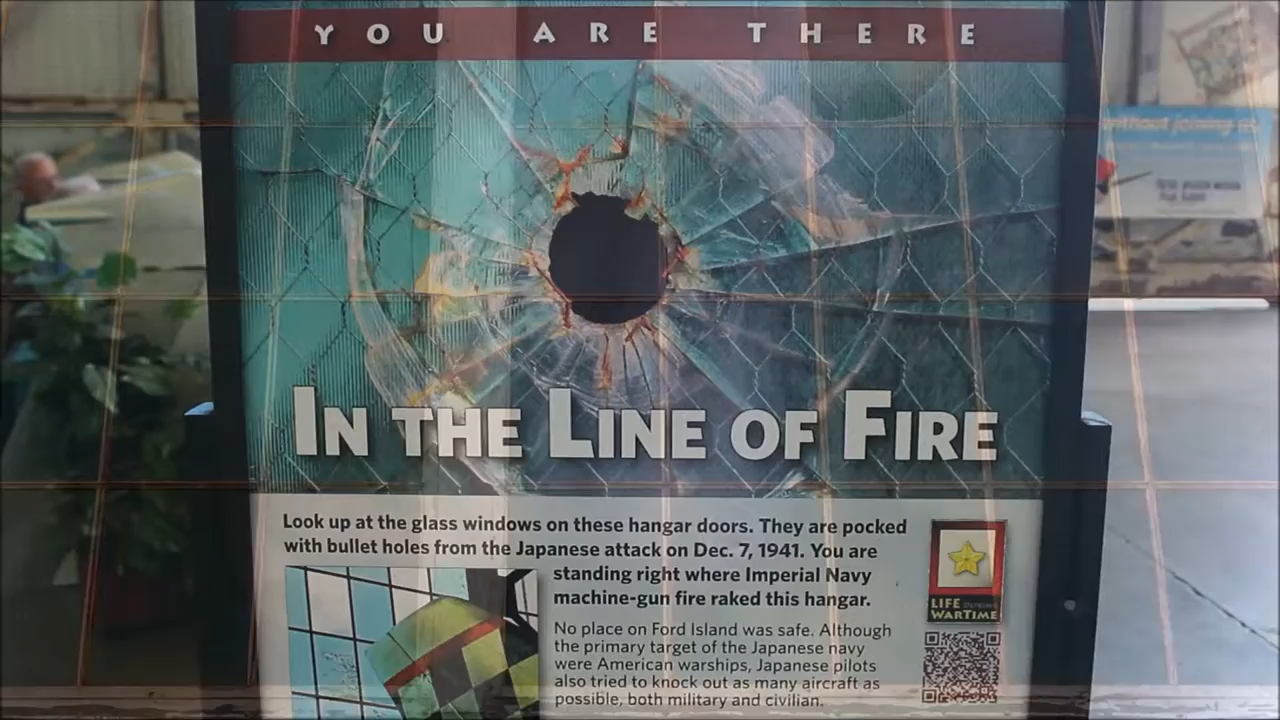 YOU ARE THERE
IN THE LINE OF FIRE
Look up at the glass windows on these hangar doors. They are pocked
with bullet holes from the Japanese attack on Dec. 7, 1941. You are
standing right where Imperial Navy
machine-gun fire raked this hangar.
No place on Ford Island was safe. Although
the primary target of the Japanese navy
were American warships, Japanese pilots
also tried to knock out as many aircraft as
possible, both military and civilian.
LIFE DURING
WARTIME